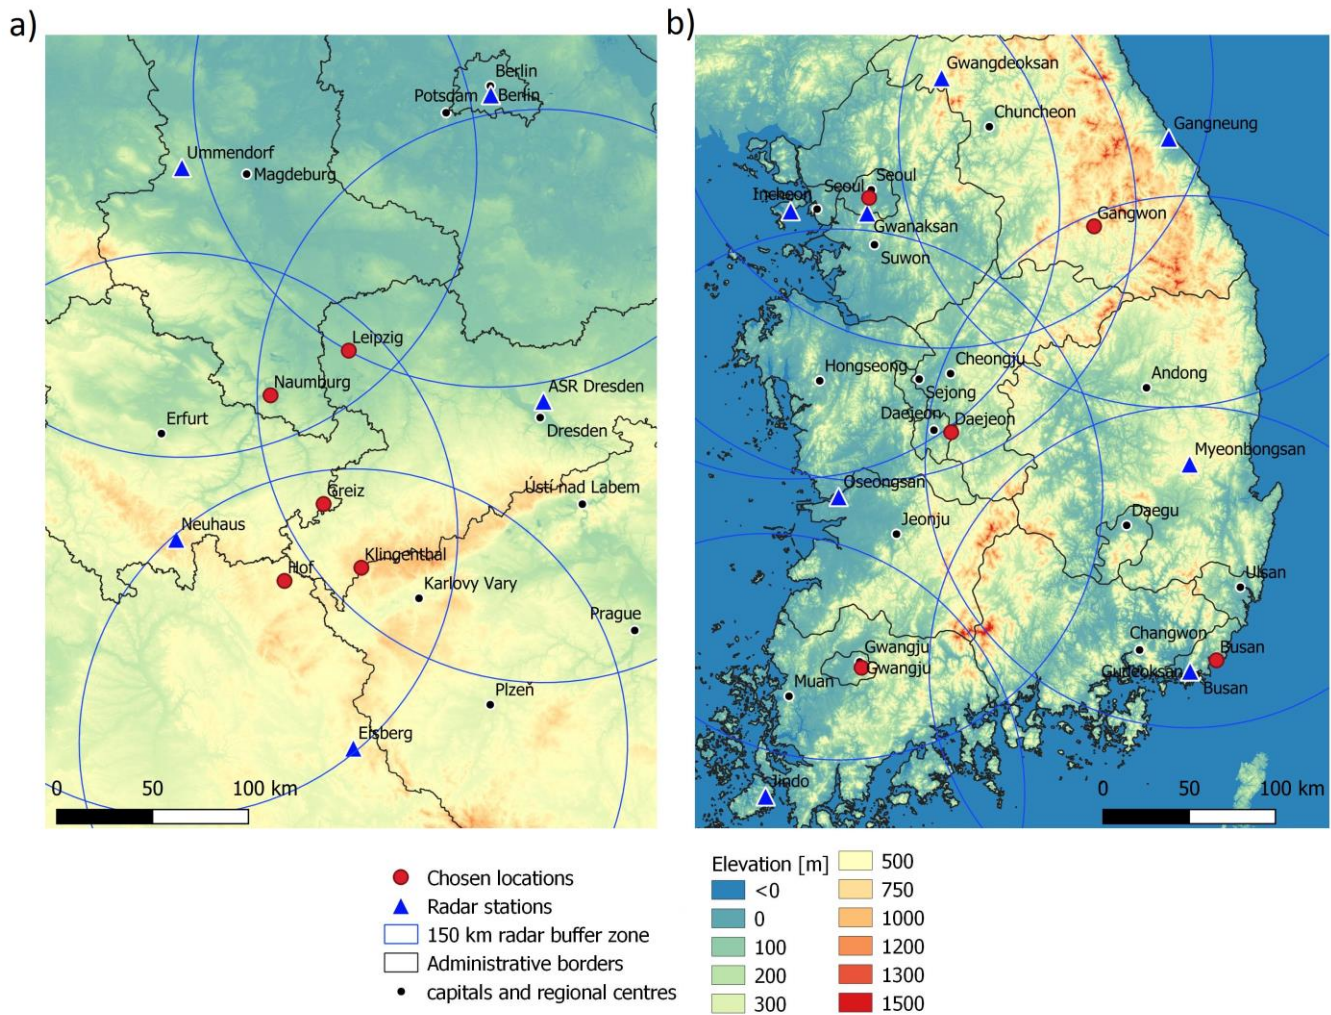 a)
Berlin
Potsdam
Berlin
Ummendorf
Magdeburg
Leipzig
Naumburg
ASR Dresden
Erfurt
Dresden
Greiz
Ústí nad Labem
Neuhaus
Klingenthal
Hof
Karlovy Vary
Prague
Plzeň
Eisberg
0 50 100 km
b)
Gwangdeoksan
Chuncheon
Gangneung
Seoul
Seoul
Incheon
Gangwon
Gwanaksan
Suwon
Cheongju
Hongseong
Andong
Sejong
Daejeon
Daejeon
Myeonbongsan
Oseongsan
Jeonju
Daegu
Ulsan
Changwon
Gwangju
Busan
Gwangju
Gudeoksan
Muan
Busan
Jindo
0 50 100 km
Chosen locations
Radar stations
150 km radar buffer zone
Administrative borders
capitals and regional centres
Elevation [m]
<0
0
100
200
300
500
750
1000
1200
1300
1500